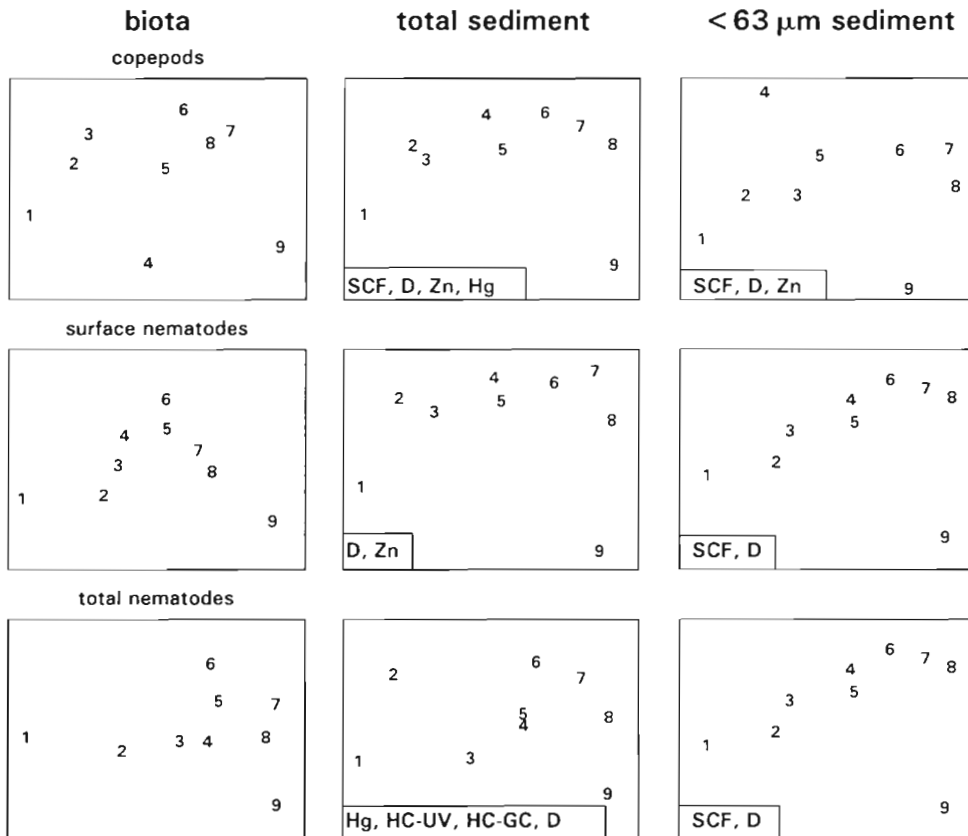 biota total sediment < 63 µm sediment
copepods
1 2 3 4 5 6 7 8 9
1 2 3 4 5 6 7 8 9
SCF, D, Zn, Hg
1 2 3 4 5 6 7 8 9
SCF, D, Zn
surface nematodes
1 2 3 4 5 6 7 8 9
1 2 3 4 5 6 7 8 9
D, Zn
1 2 3 4 5 6 7 8 9
SCF, D
total nematodes
1 2 3 4 5 6 7 8 9
1 2 3 4 5 6 7 8 9
Hg, HC-UV, HC-GC, D
1 2 3 4 5 6 7 8 9
SCF, D